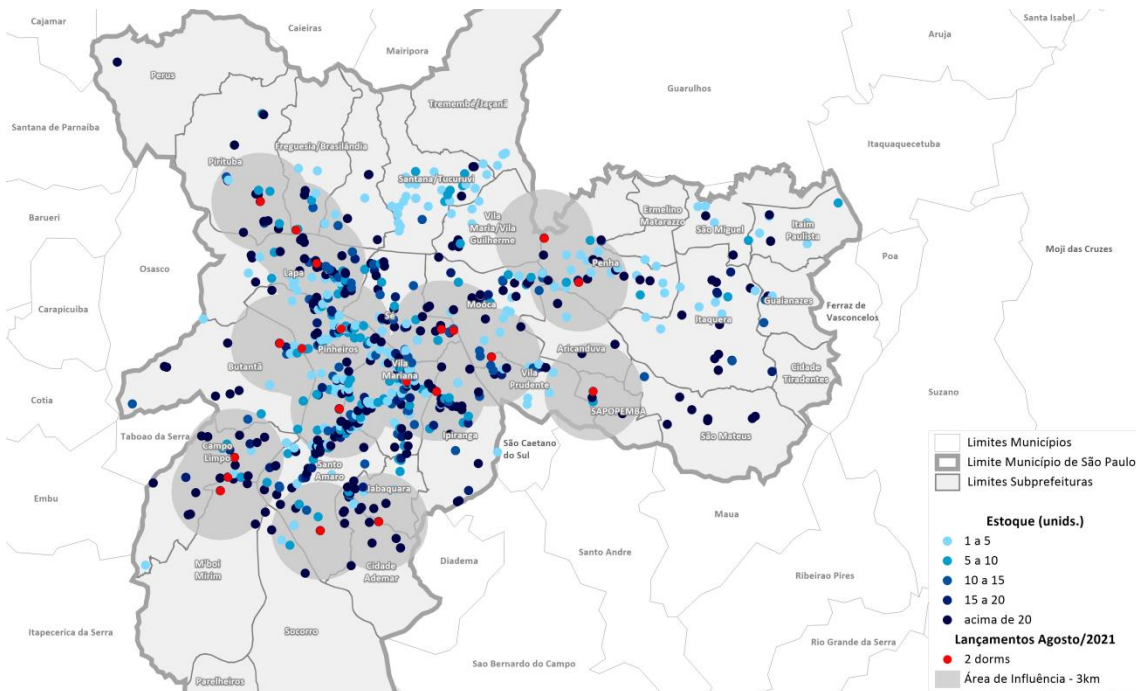 Cajamar
Caieiras
Mairipora
Santa Isabel
Aruja
Perus
Guarulhos
Tremembé/Jaçanã
Santana de Parnaiba
Itaquaquecetuba
Freguesia/Brasilândia
Pirituba
Santana/Tucuruvi
Ermelino
Matarazzo
São Miguel
Itaim
Paulista
Vila
Maria/Vila
Guilherme
Barueri
Moji das Cruzes
Osasco
Poa
Lapa
Penha
Carapicuiba
Mooca
Guaianazes
Ferraz de
Vasconcelos
Sé
Itaquera
Pinheiros
Aricanduva
Butantã
Vila
Mariana
Vila
Prudente
Cidade
Tiradentes
Cotia
Suzano
SAPOPEMBA
Taboao da Serra
Ipiranga
São Mateus
São Caetano
do Sul
Campo
Limpo
Santo
Amaro
Jabaquara
Embu
Maua
Santo Andre
Diadema
M'boi
Mirim
Cidade
Ademar
Ribeirao Pires
Itapecerica da Serra
Socorro
Rio Grande da Serra
Sao Bernardo do Campo
Parelheiros
Limites Municípios
Limite Município de São Paulo
Limites Subprefeituras
Estoque (unids.)
1 a 5
5 a 10
10 a 15
15 a 20
acima de 20
Lançamentos Agosto/2021
2 dorms
Área de Influência - 3km